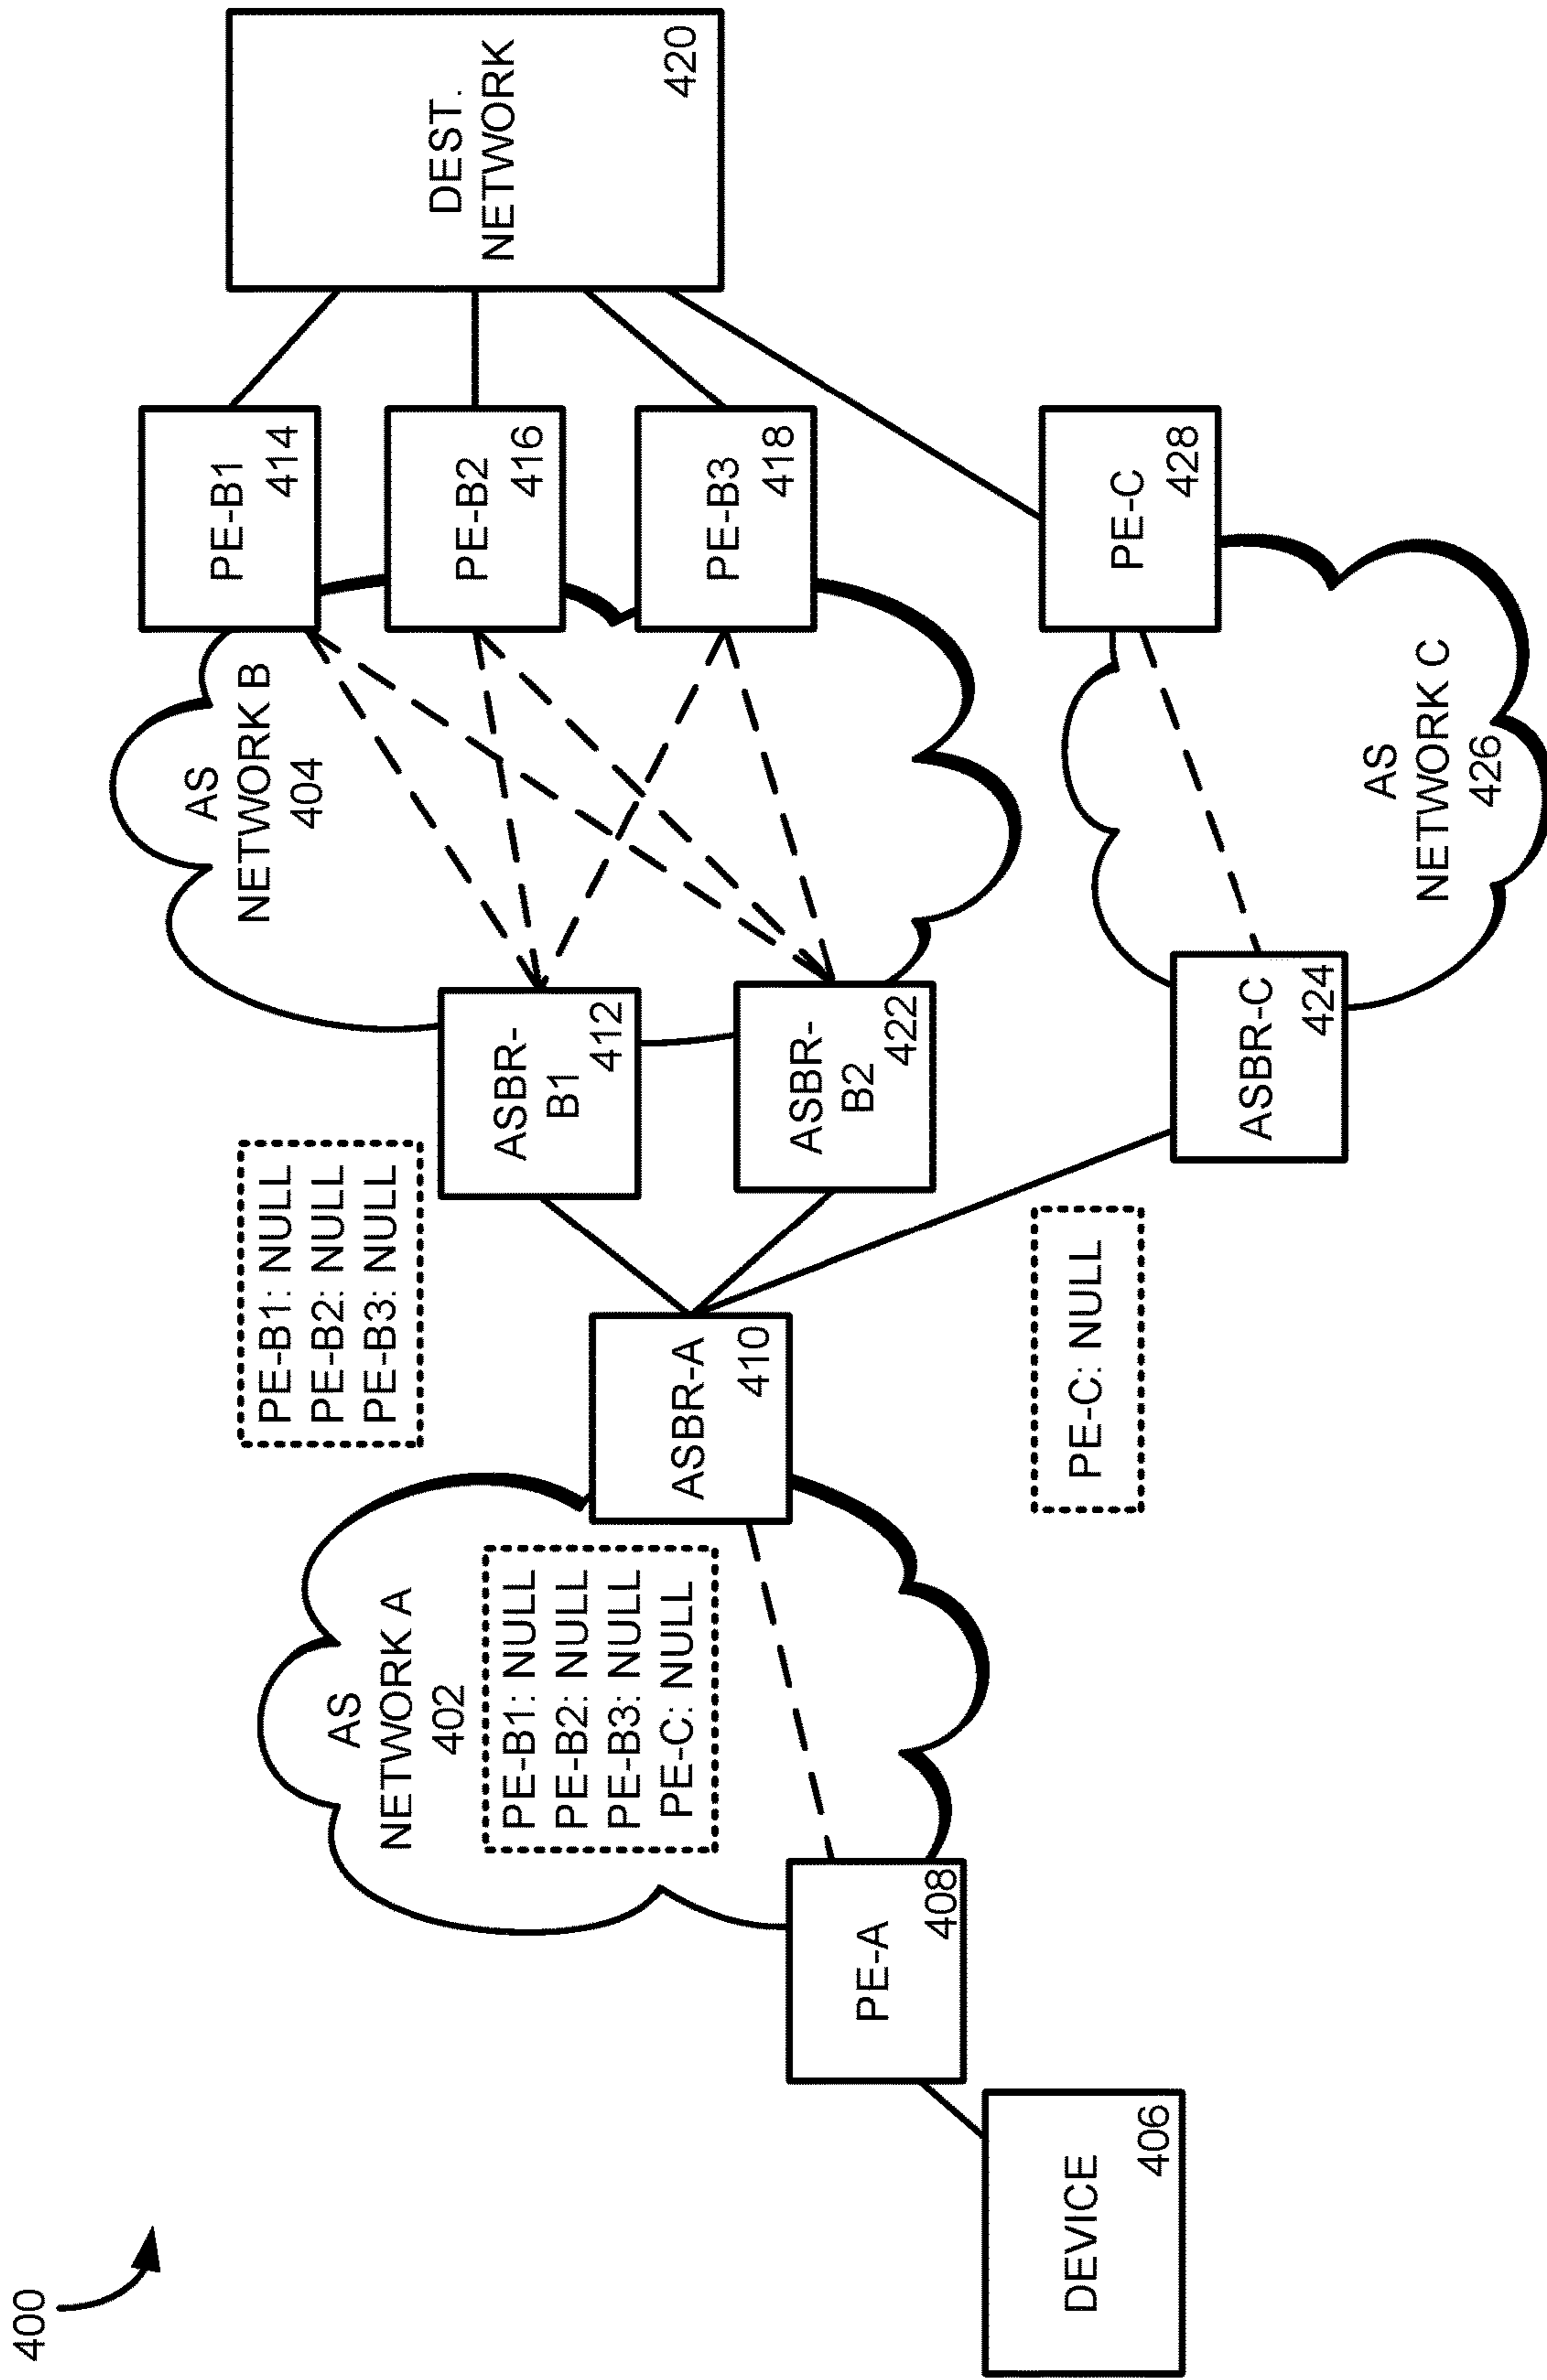 400
DEVICE
406
PE-A
408
AS
NETWORK A
402
PE-B1: NULL
PE-B2: NULL
PE-B3: NULL
PE-C: NULL
ASBR-A
410
PE-B1: NULL
PE-B2: NULL
PE-B3: NULL
PE-C: NULL
ASBR-
B1
412
ASBR-
B2
422
ASBR-C
424
AS
NETWORK B
404
AS
NETWORK C
426
PE-B1
414
PE-B2
416
PE-B3
418
PE-C
428
DEST.
NETWORK
420